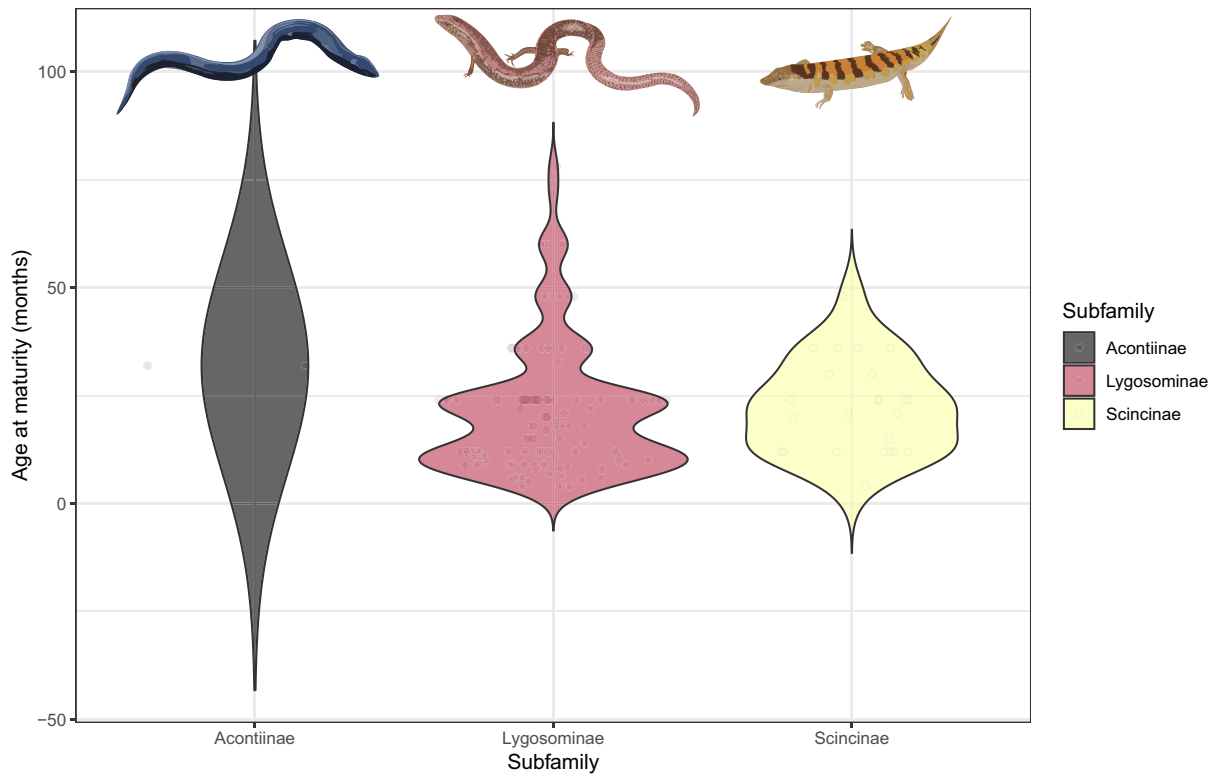 Age at maturity (months)
100
50
0
−50
Acontiinae
Lygosominae
Scincinae
Subfamily
Subfamily
Acontiinae
Lygosominae
Scincinae